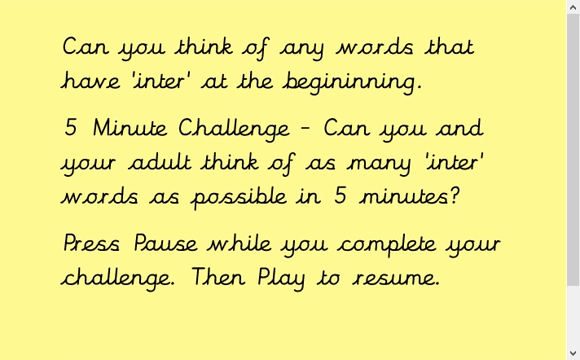 Can you think of any words that
have 'inter' at the begininning.
5 Minute Challenge - Can you and
your adult think of as many 'inter'
words as possible in 5 minutes?
Press Pause while you complete your
challenge. Then Play to resume.